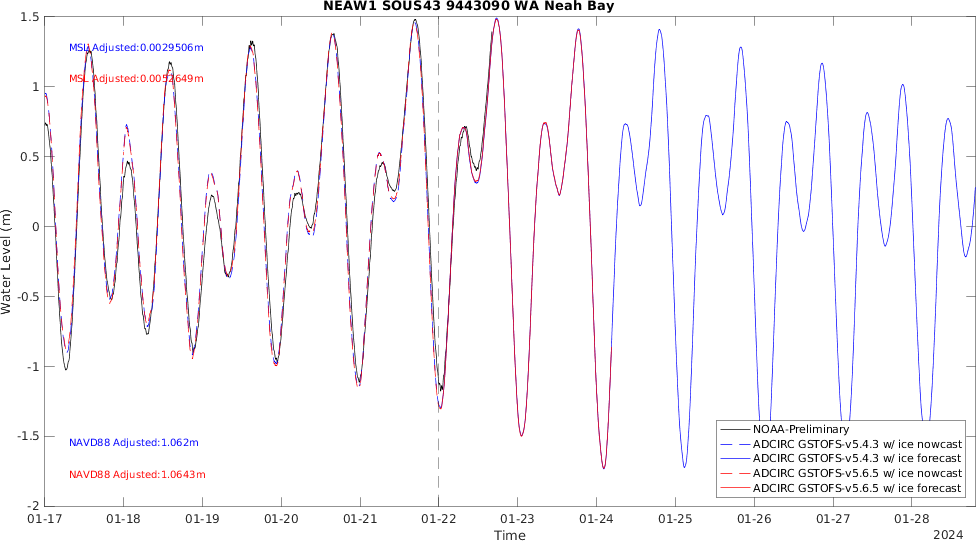 NEAW1 SOUS43 9443090 WA Neah Bay
MSL Adjusted:0.0029506m
MSL Adjusted:0.0052649m
NAVD88 Adjusted:1.062m
NAVD88 Adjusted:1.0643m
Water Level (m)
1.5
1
0.5
0
-0.5
-1
-1.5
-2
NOAA-Preliminary
ADCIRC GSTOFS-v5.4.3 w/ ice nowcast
ADCIRC GSTOFS-v5.4.3 w/ ice forecast
ADCIRC GSTOFS-v5.6.5 w/ ice nowcast
ADCIRC GSTOFS-v5.6.5 w/ ice forecast
01-17 01-18 01-19 01-20 01-21 01-22 01-23 01-24 01-25 01-26 01-27 01-28
Time
2024